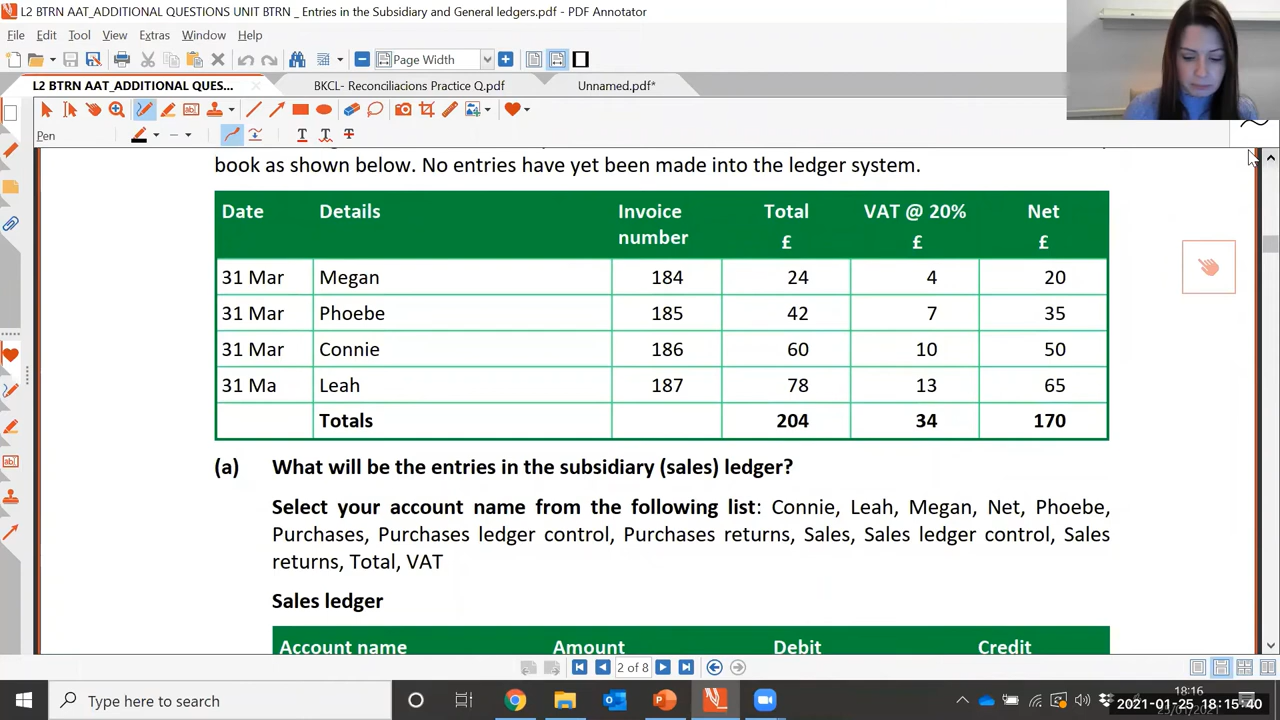 L2 BTRN AAT_ADDITIONAL QUESTIONS UNIT BTRN _ Entries in the Subsidiary and General ledgers.pdf - PDF Annotator
File Edit Tool View Extras Window Help
Page Width
L2 BTRN AAT_ADDITIONAL QUES... BKCL- Reconciliacions Practice Q.pdf Unnamed.pdf*
Pen
book as shown below. No entries have yet been made into the ledger system.
Date Details Invoice number Total £ VAT @ 20% £ Net £
31 Mar Megan 184 24 4 20
31 Mar Phoebe 185 42 7 35
31 Mar Connie 186 60 10 50
31 Ma Leah 187 78 13 65
Totals 204 34 170
(a) What will be the entries in the subsidiary (sales) ledger?
Select your account name from the following list: Connie, Leah, Megan, Net, Phoebe,
Purchases, Purchases ledger control, Purchases returns, Sales, Sales ledger control, Sales
returns, Total, VAT
Sales ledger
Account name Amount Debit Credit
2 of 8
Type here to search
18:16
2021-01-25 18:15:40